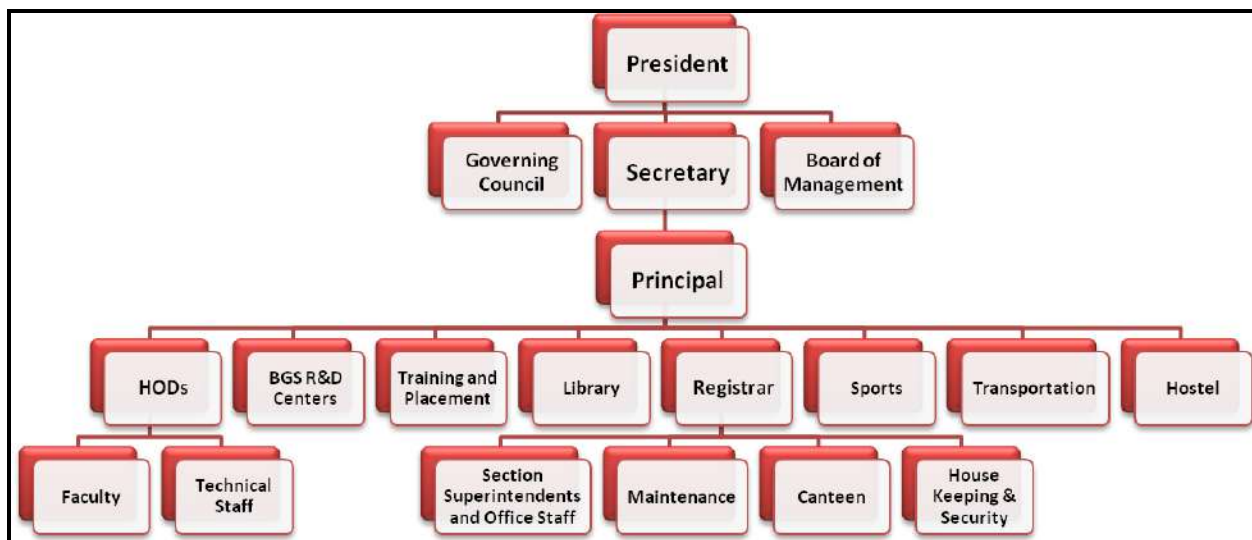 President
Governing
Council
Secretary
Board of
Management
Principal
HODs
BGS R&D
Centers
Training and
Placement
Library
Registrar
Sports
Transportation
Hostel
Faculty
Technical
Staff
Section
Superintendents
and Office Staff
Maintenance
Canteen
House
Keeping &
Security